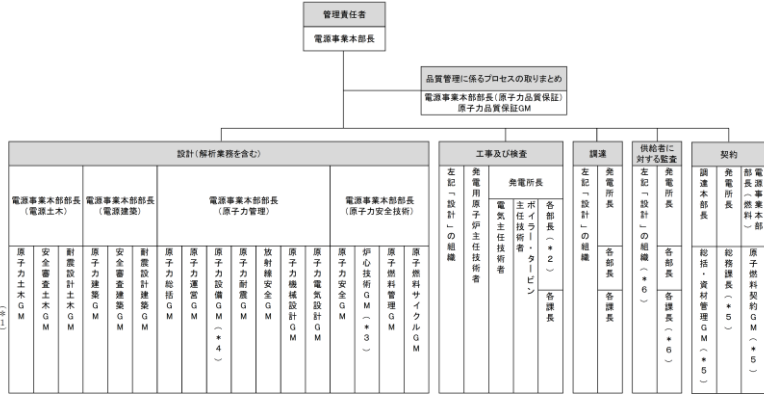 管理責任者
電源事業本部長
品質管理に係るプロセスの取りまとめ
電源事業本部部長(原子力品質保証)
原子力品質保証GM
設計(解析業務を含む)
電源事業本部部長
(電源土木)
電源事業本部部長
(電源建築)
電源事業本部部長
(原子力管理)
電源事業本部部長
(原子力安全技術)
原子力土木GM
安全審査土木GM
耐震設計土木GM
原子力建築GM
安全審査建築GM
耐震設計建築GM
原子力総括GM
原子力運営GM
原子力設備GM(*4)
原子力耐震GM
放射線安全GM
原子力機械設計GM
原子力電気設計GM
原子力安全GM
炉心技術GM(*3)
原子燃料管理GM
原子燃料サイクルGM
(*1)
工事及び検査
左記「設計」の組織
発電用原子炉主任技術者
発電所長
電気主任技術者
ボイラー・タービン
主任技術者
各部長(*2)
各課長
調達
左記「設計」の組織
発電所長
各部長
各課長
供給者に
対する監査
左記「設計」の組織(*6)
発電所長
各部長
各課長(*6)
契約
調達本部長
総括・資材管理GM(*5)
発電所長
総務課長(*5)
電源事業本部
部長(燃料)
原子燃料契約GM(*5)